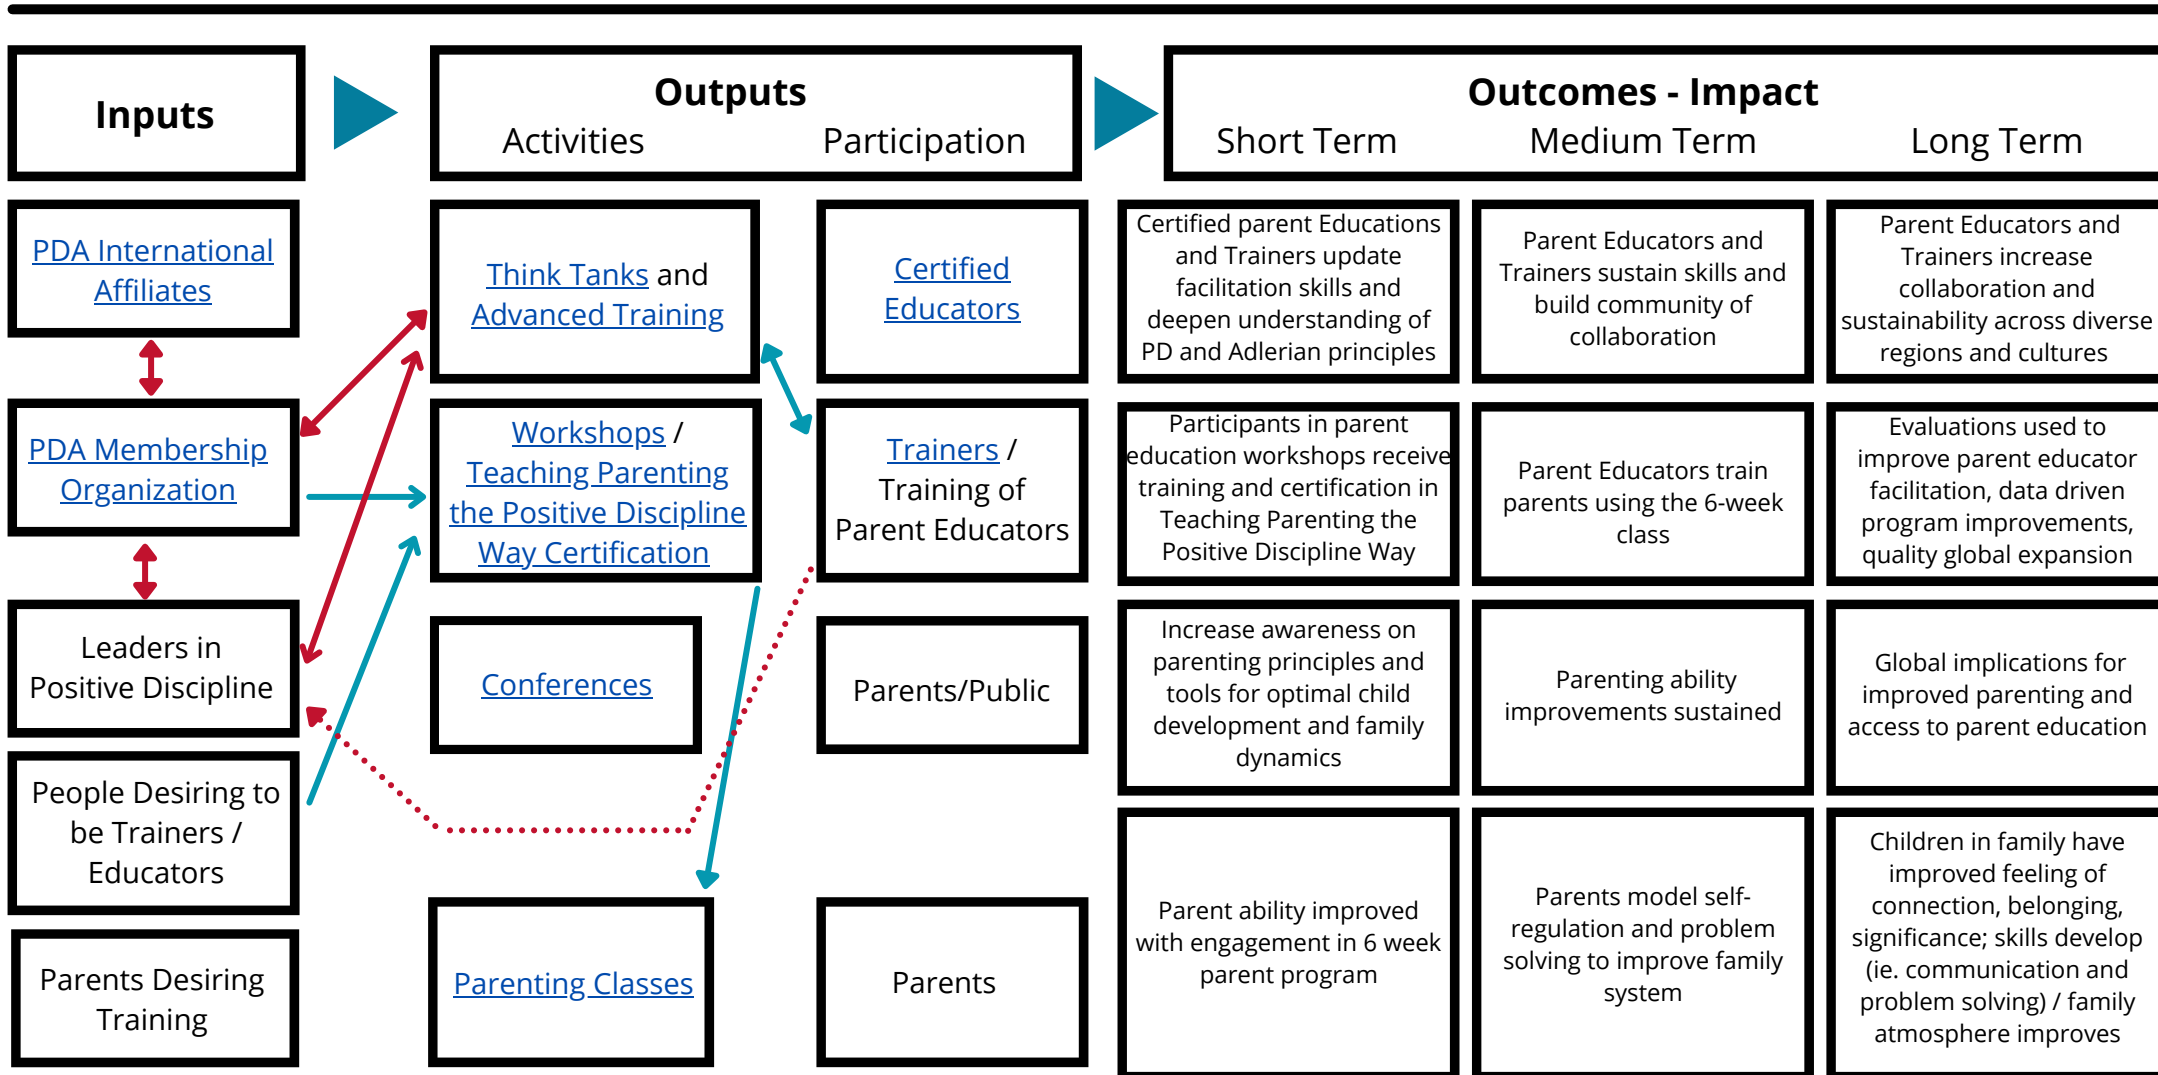 Inputs
Outputs
Activities
Participation
Outcomes - Impact
Short Term
Medium Term
Long Term
PDA International
Affiliates
PDA Membership
Organization
Leaders in
Positive Discipline
People Desiring to
be Trainers /
Educators
Parents Desiring
Training
Think Tanks and
Advanced Training
Workshops /
Teaching Parenting
the Positive Discipline
Way Certification
Conferences
Parenting Classes
Certified
Educators
Trainers /
Training of
Parent Educators
Parents/Public
Parents
Certified parent Educations
and Trainers update
facilitation skills and
deepen understanding of
PD and Adlerian principles
Participants in parent
education workshops receive
training and certification in
Teaching Parenting the
Positive Discipline Way
Increase awareness on
parenting principles and
tools for optimal child
development and family
dynamics
Parent ability improved
with engagement in 6 week
parent program
Parent Educators and
Trainers sustain skills and
build community of
collaboration
Parent Educators train
parents using the 6-week
class
Parenting ability
improvements sustained
Parents model self-
regulation and problem
solving to improve family
system
Parent Educators and
Trainers increase
collaboration and
sustainability across diverse
regions and cultures
Evaluations used to
improve parent educator
facilitation, data driven
program improvements,
quality global expansion
Global implications for
improved parenting and
access to parent education
Children in family have
improved feeling of
connection, belonging,
significance; skills develop
(ie. communication and
problem solving) / family
atmosphere improves